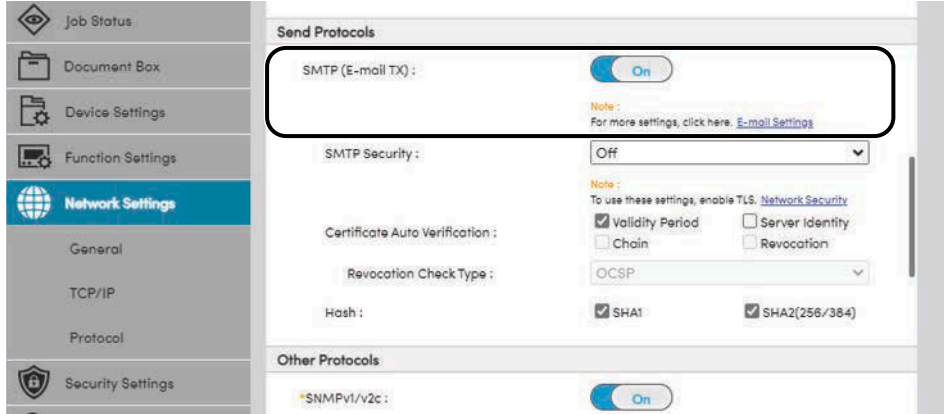 Job Status
Document Box
Device Settings
Function Settings
Network Settings
General
TCP/IP
Protocol
Security Settings
Send Protocols
SMTP (E-mail TX) :
On
Note :
For more settings, click here. E-mail Settings
SMTP Security :
Off
Note :
To use these settings, enable TLS. Network Security
Certificate Auto Verification :
Validity Period
Server Identity
Chain
Revocation
Revocation Check Type :
OCSP
Hash :
SHA1
SHA2(256/384)
Other Protocols
*SNMPv1/v2c :
On